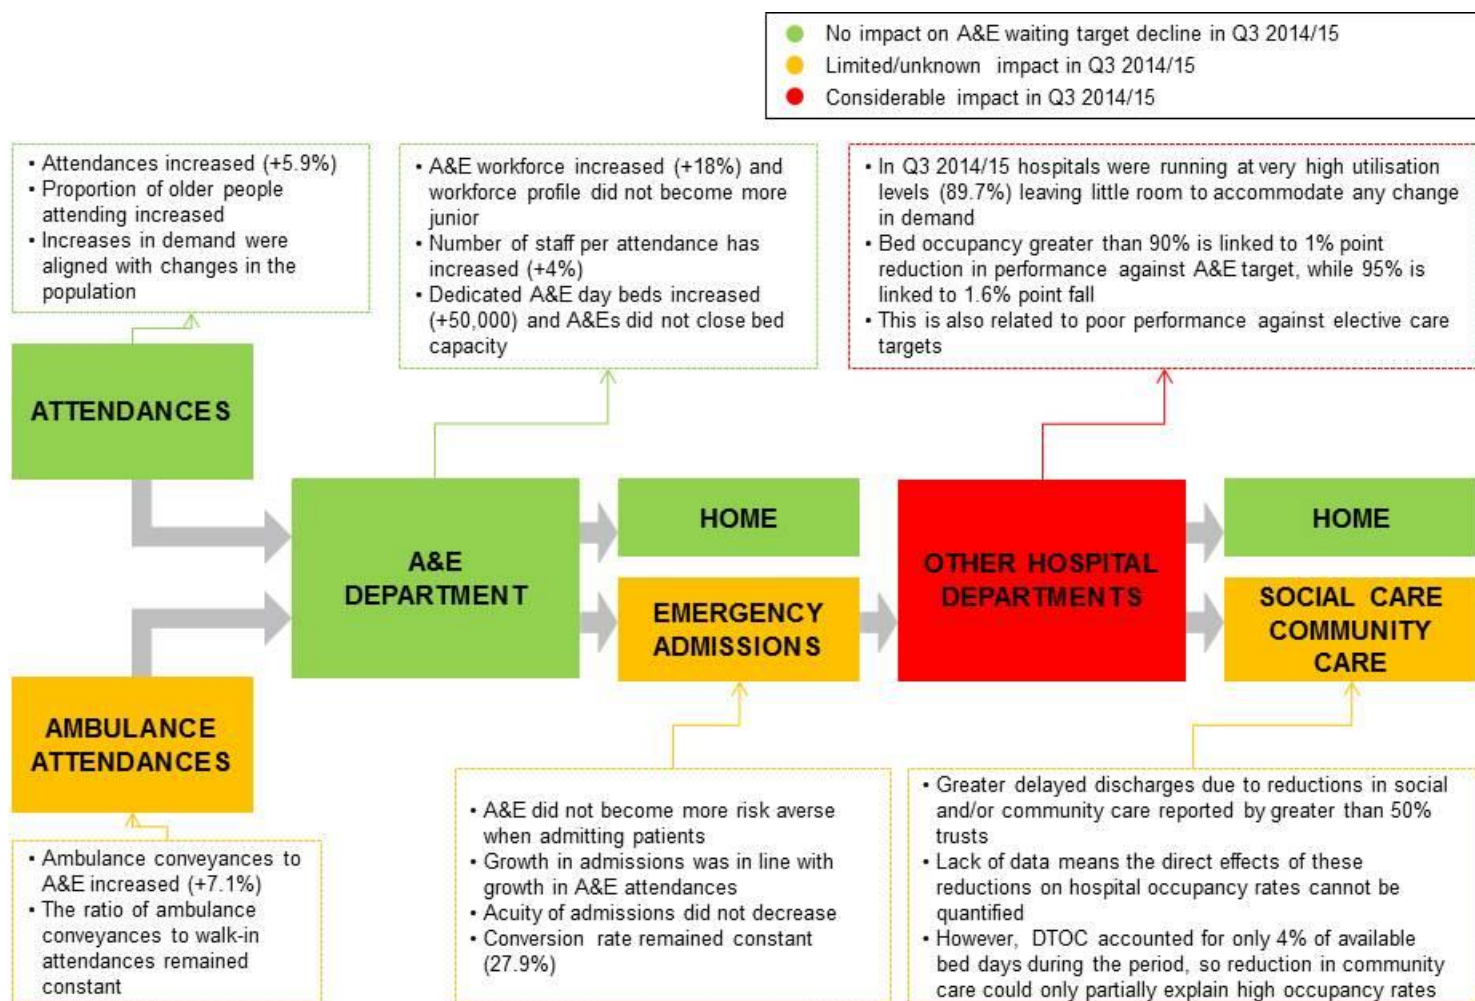 No impact on A&E waiting target decline in Q3 2014/15
Limited/unknown impact in Q3 2014/15
Considerable impact in Q3 2014/15
• Attendances increased (+5.9%)
• Proportion of older people
attending increased
• Increases in demand were
aligned with changes in the
population
• A&E workforce increased (+18%) and
workforce profile did not become more
junior
• Number of staff per attendance has
increased (+4%)
• Dedicated A&E day beds increased
(+50,000) and A&Es did not close bed
capacity
• In Q3 2014/15 hospitals were running at very high utilisation
levels (89.7%) leaving little room to accommodate any change
in demand
• Bed occupancy greater than 90% is linked to 1% point
reduction in performance against A&E target, while 95% is
linked to 1.6% point fall
• This is also related to poor performance against elective care
targets
ATTENDANCES
A&E
DEPARTMENT
HOME
EMERGENCY
ADMISSIONS
OTHER HOSPITAL
DEPARTMENTS
HOME
SOCIAL CARE
COMMUNITY
CARE
AMBULANCE
ATTENDANCES
• Ambulance conveyances to
A&E increased (+7.1%)
• The ratio of ambulance
conveyances to walk-in
attendances remained
constant
• A&E did not become more risk averse
when admitting patients
• Growth in admissions was in line with
growth in A&E attendances
• Acuity of admissions did not decrease
• Conversion rate remained constant
(27.9%)
• Greater delayed discharges due to reductions in social
and/or community care reported by greater than 50%
trusts
• Lack of data means the direct effects of these
reductions on hospital occupancy rates cannot be
quantified
• However, DTOC accounted for only 4% of available
bed days during the period, so reduction in community
care could only partially explain high occupancy rates